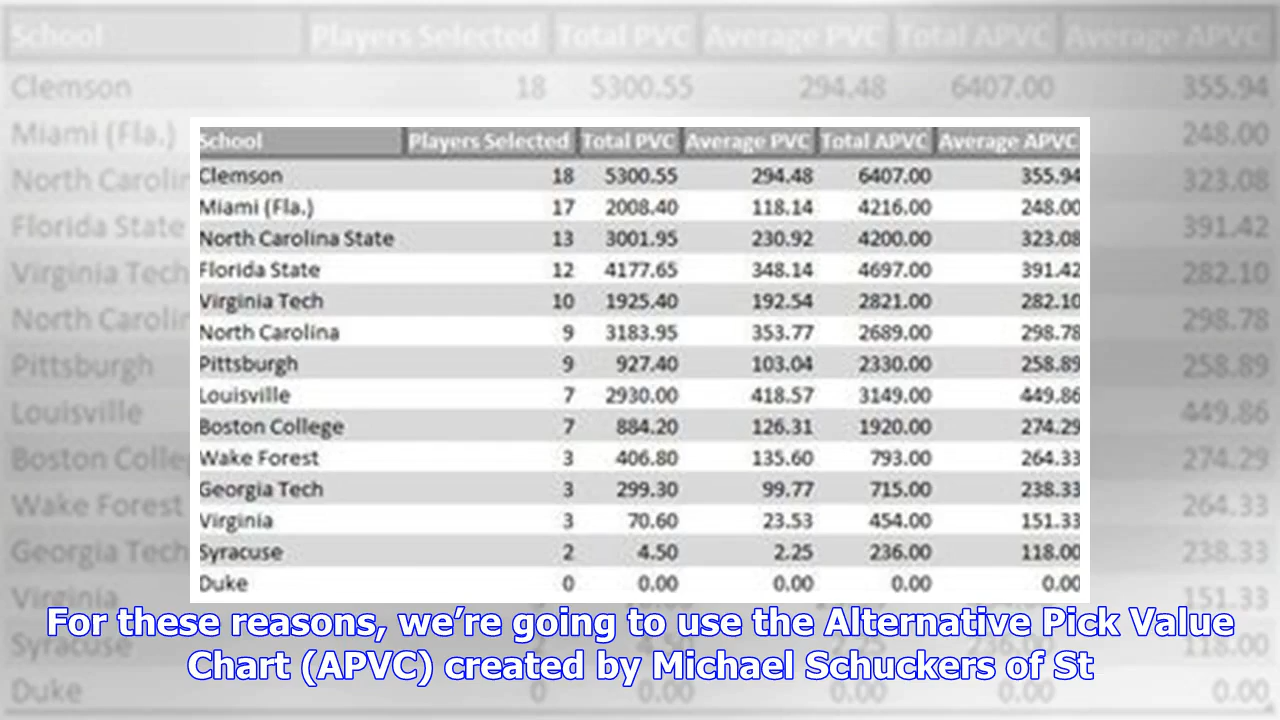 School Players Selected Total PVC Average PVC Total APVC Average APVC
Clemson 18 5300.55 294.48 6407.00 355.94
Miami (Fla.) 17 2008.40 118.14 4216.00 248.00
North Carolina State 13 3001.95 230.92 4200.00 323.08
Florida State 12 4177.65 348.14 4697.00 391.42
Virginia Tech 10 1925.40 192.54 2821.00 282.10
North Carolina 9 3183.95 353.77 2689.00 298.78
Pittsburgh 9 927.40 103.04 2330.00 258.89
Louisville 7 2930.00 418.57 3149.00 449.86
Boston College 7 884.20 126.31 1920.00 274.29
Wake Forest 3 406.80 135.60 793.00 264.33
Georgia Tech 3 299.30 99.77 715.00 238.33
Virginia 3 70.60 23.53 454.00 151.33
Syracuse 2 4.50 2.25 236.00 118.00
Duke 0 0.00 0.00 0.00 0.00
For these reasons, we’re going to use the Alternative Pick Value
Chart (APVC) created by Michael Schuckers of St